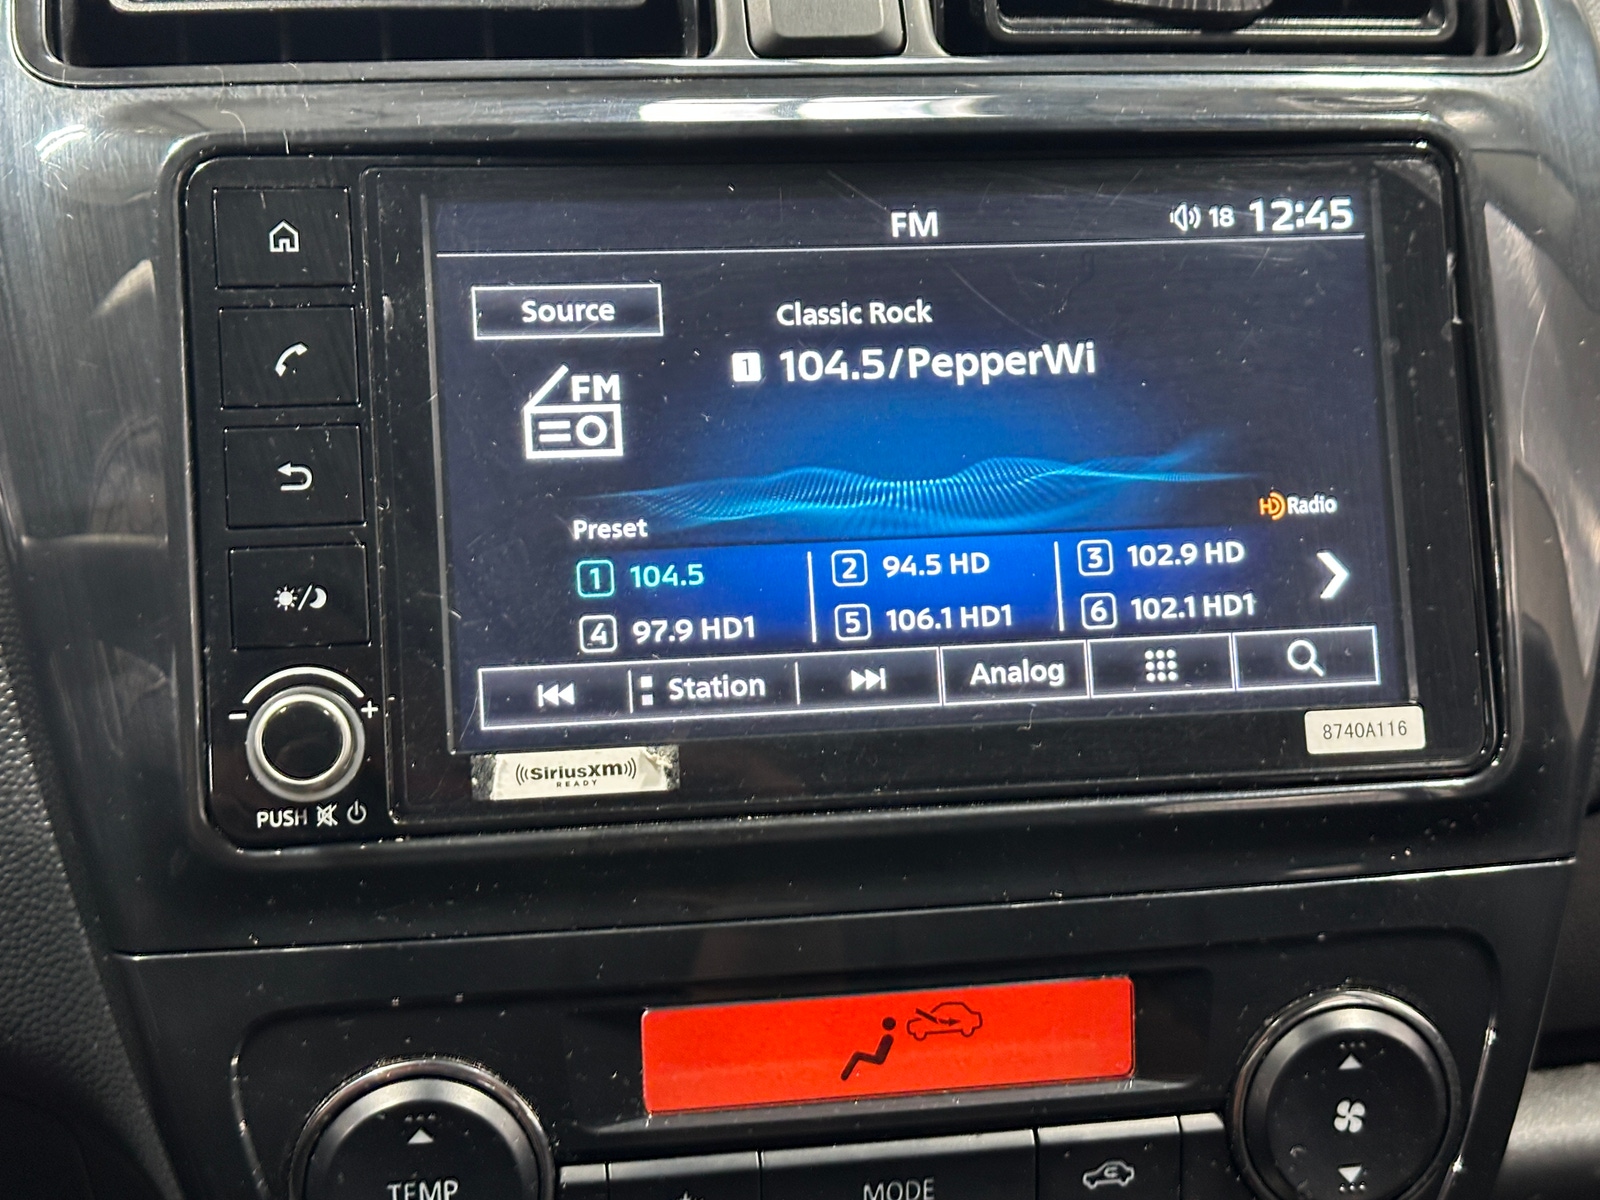 FM
18 12:45
Source
Classic Rock
1 104.5/PepperWi
FM
HD Radio
Preset
1 104.5
2 94.5 HD
3 102.9 HD
4 97.9 HD1
5 106.1 HD1
6 102.1 HD1
Station
Analog
8740A116
((SiriusXM))
READY
- +
PUSH
TEMP
MODE